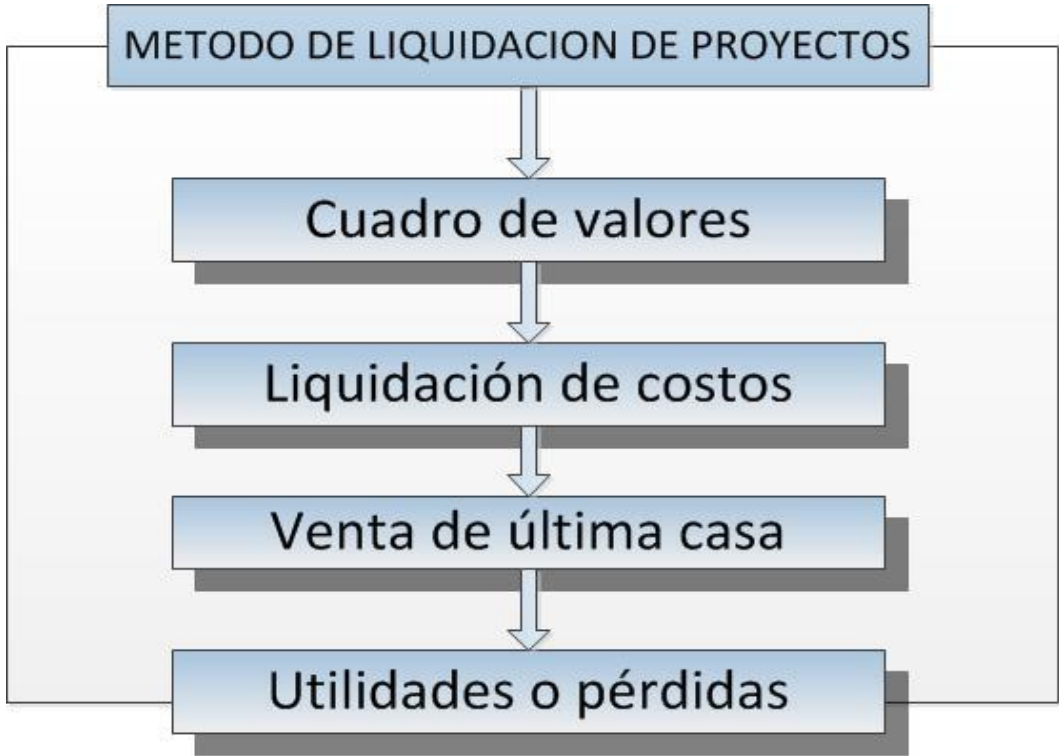 METODO DE LIQUIDACION DE PROYECTOS
Cuadro de valores
Liquidación de costos
Venta de última casa
Utilidades o pérdidas